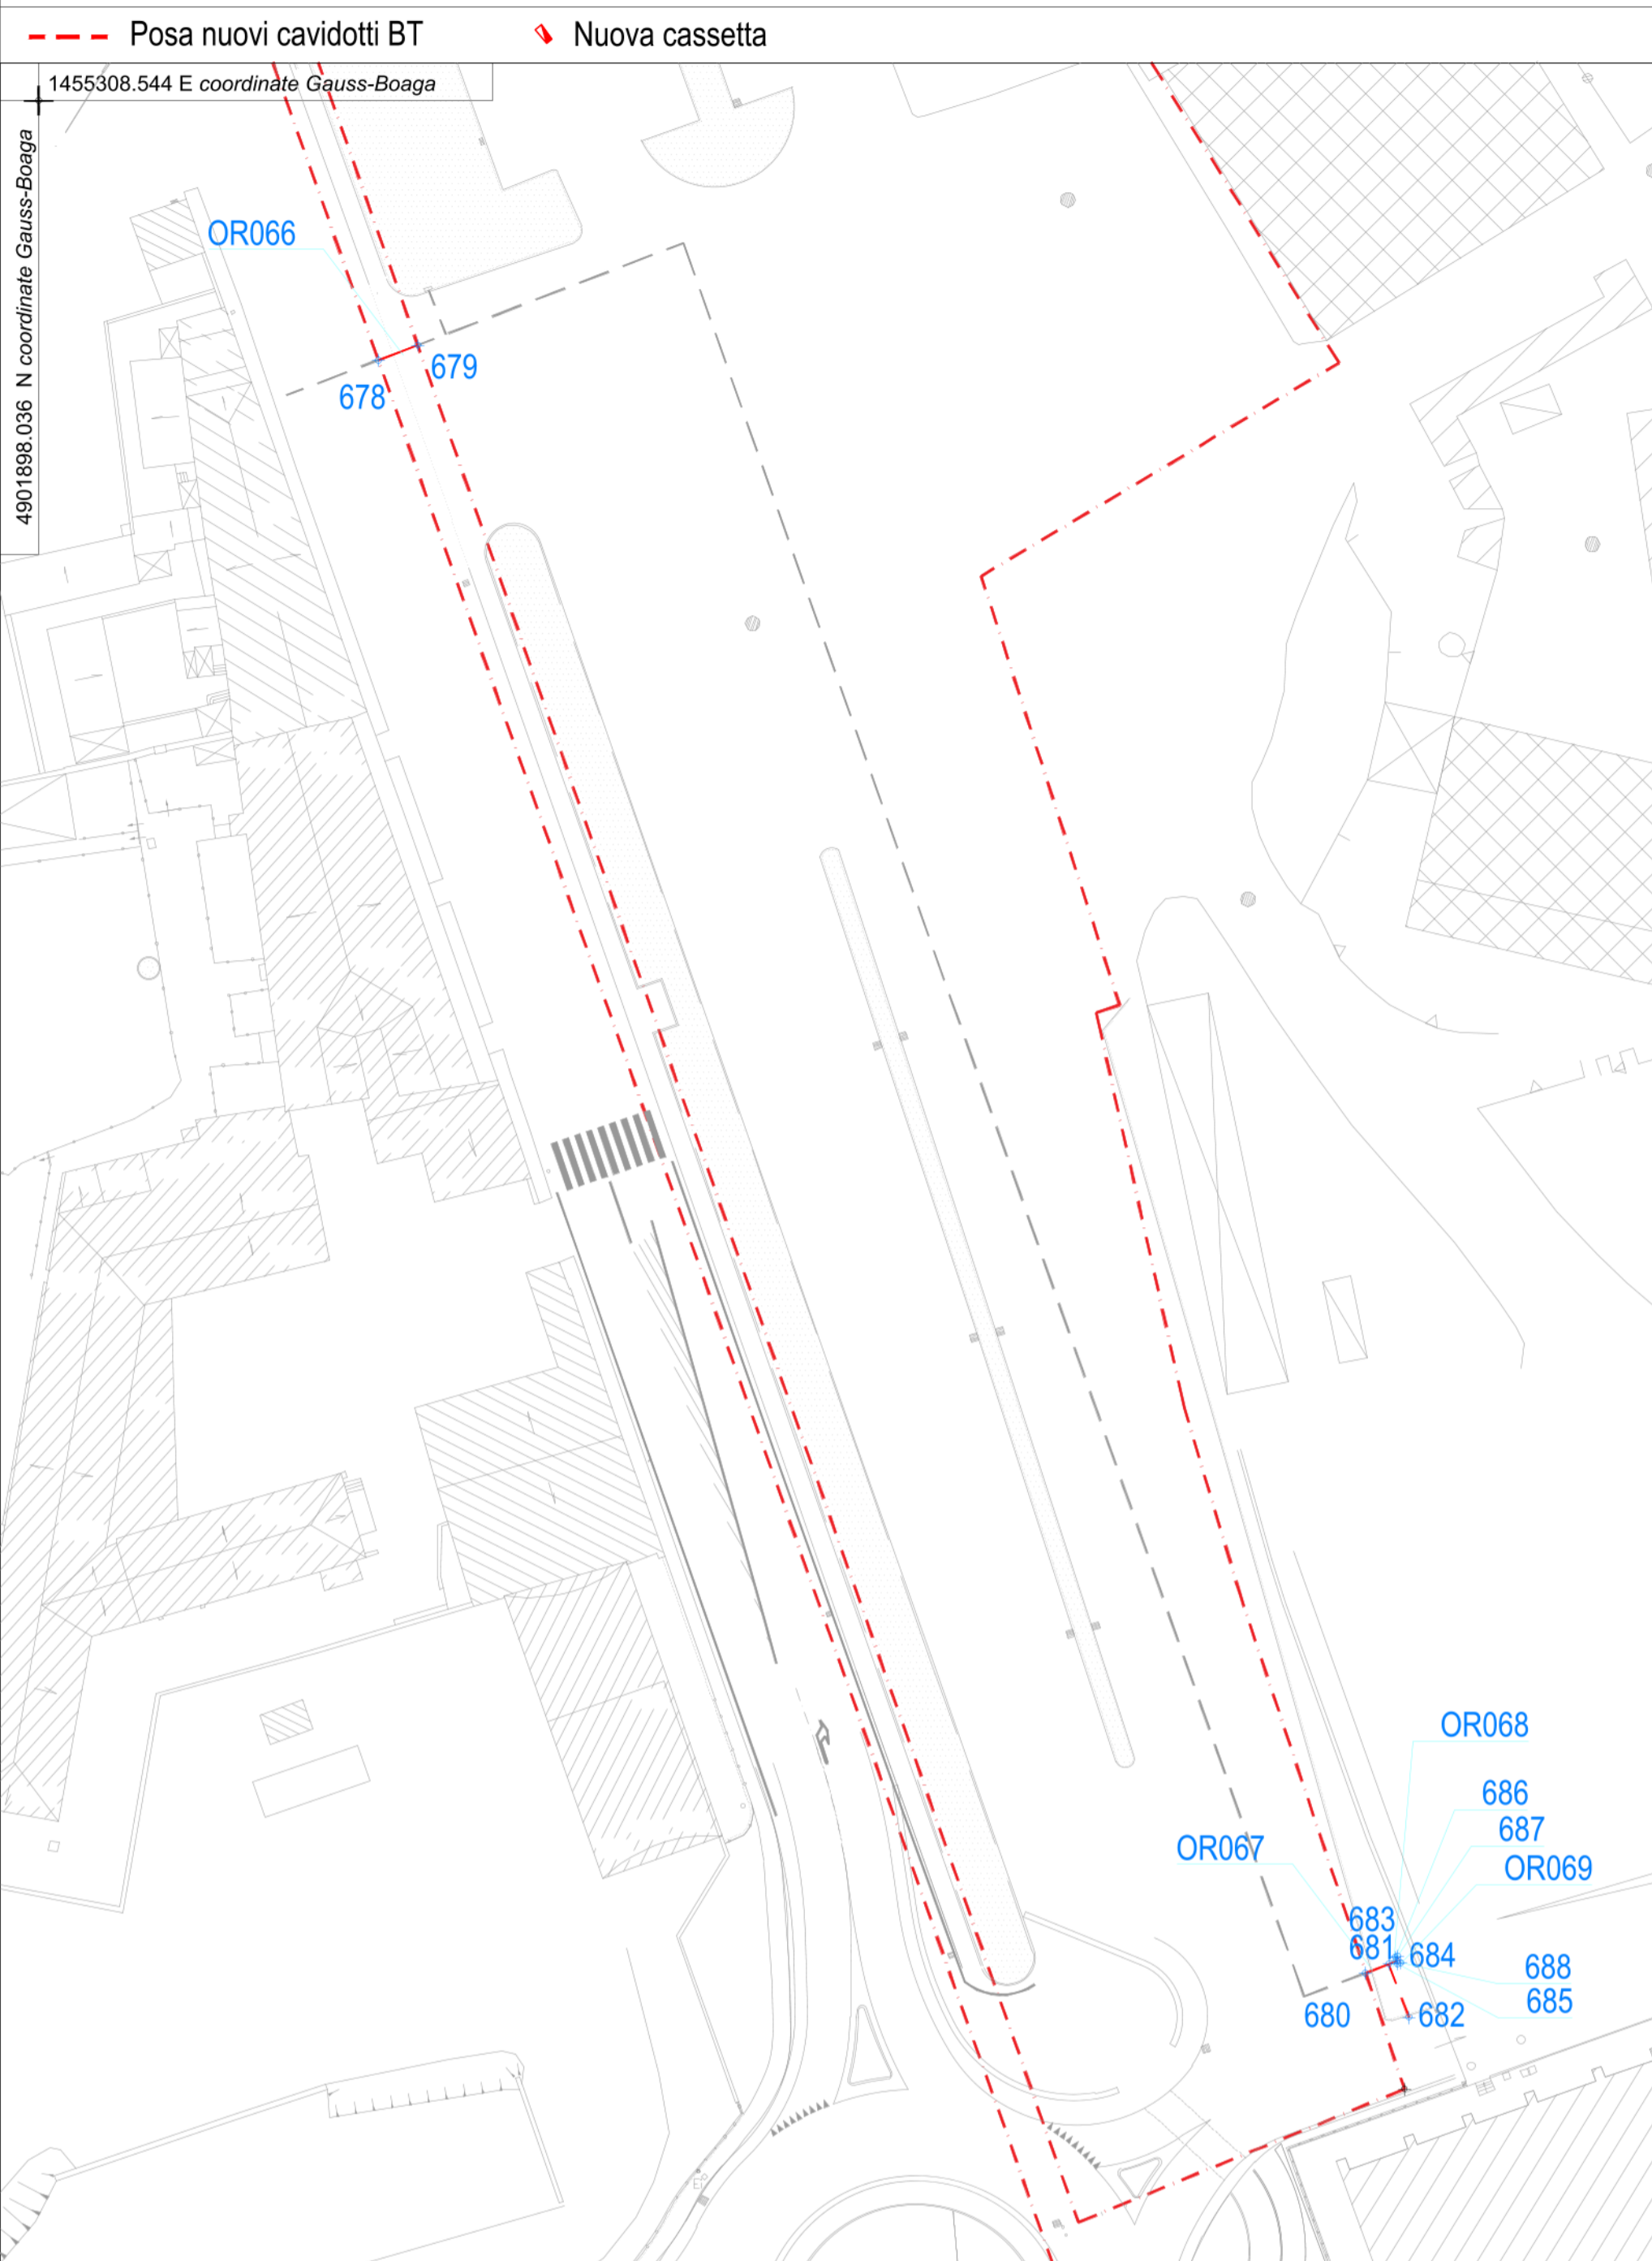 Posa nuovi cavidotti BT
Nuova cassetta
1455308.544 E coordinate Gauss-Boaga
4901898.036 N coordinate Gauss-Boaga
OR066
679
678
OR068
686
687
OR067
OR069
683
681
684
688
685
680
682